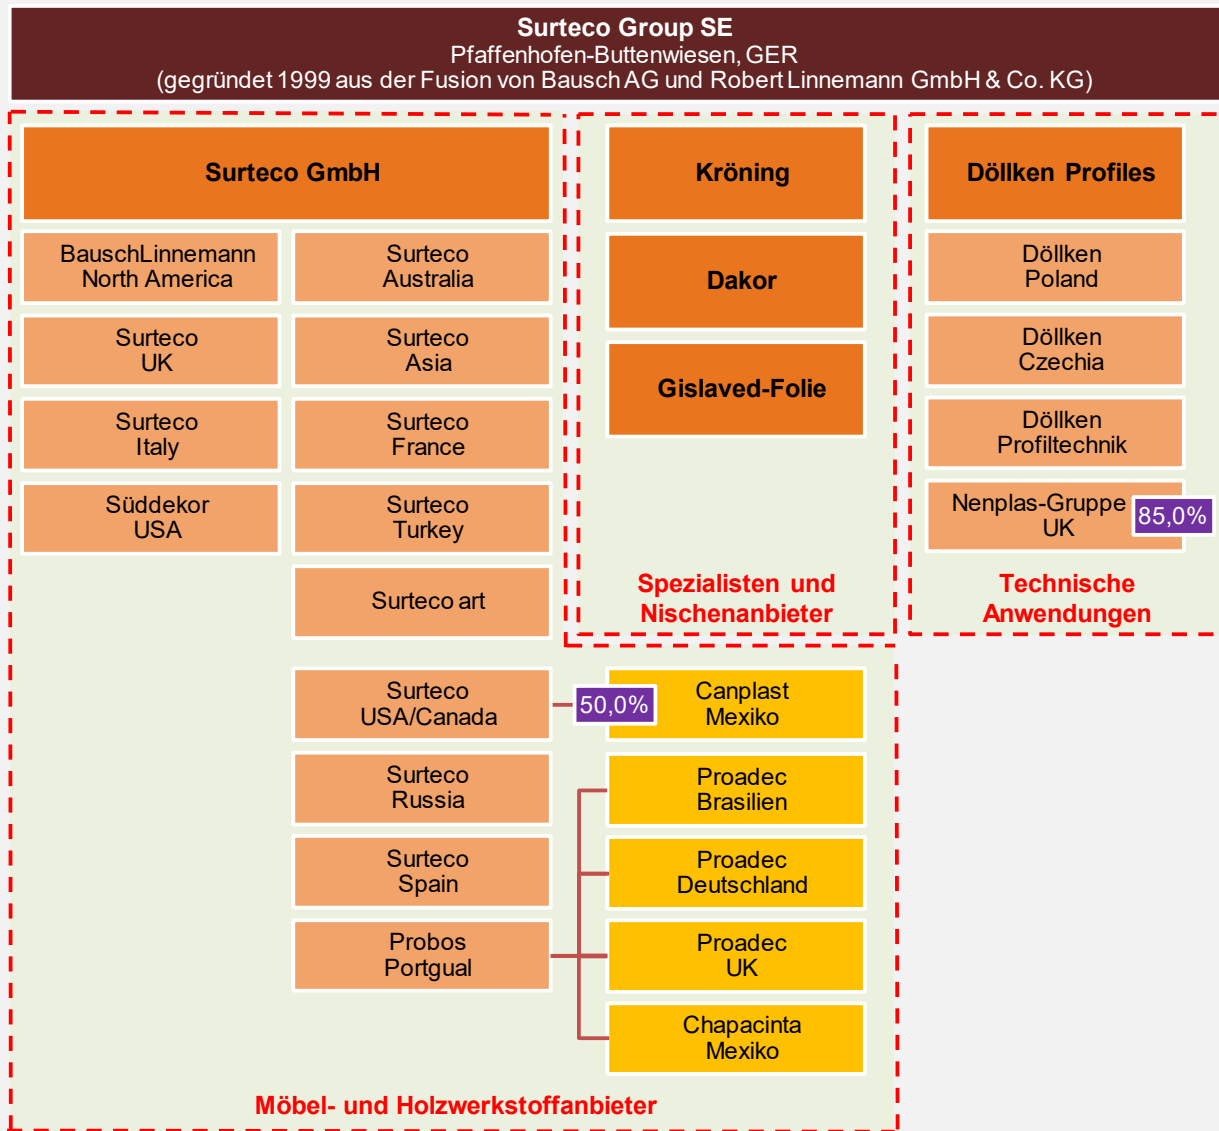 Surteco Group SE
Pfaffenhofen-Buttenwiesen, GER
(gegründet 1999 aus der Fusion von Bausch AG und Robert Linnemann GmbH & Co. KG)
Surteco GmbH
BauschLinnemann
North America
Surteco
UK
Surteco
Italy
Süddekor
USA
Surteco
Australia
Surteco
Asia
Surteco
France
Surteco
Turkey
Surteco art
Surteco
USA/Canada
50,0%
Canplast
Mexiko
Surteco
Russia
Surteco
Spain
Probos
Portgual
Proadec
Brasilien
Proadec
Deutschland
Proadec
UK
Chapacinta
Mexiko
Möbel- und Holzwerkstoffanbieter
Kröning
Dakor
Gislaved-Folie
Spezialisten und
Nischenanbieter
Döllken Profiles
Döllken
Poland
Döllken
Czechia
Döllken
Profiltechnik
Nenplas-Gruppe
UK
85,0%
Technische
Anwendungen